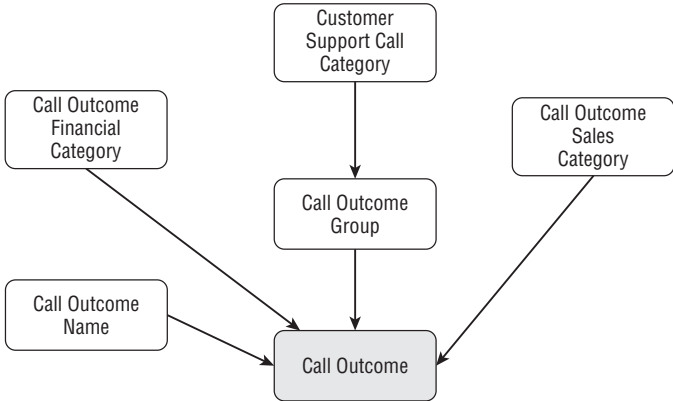 Customer
Support Call
Category
Call Outcome
Financial
Category
Call Outcome
Sales
Category
Call Outcome
Group
Call Outcome
Name
Call Outcome